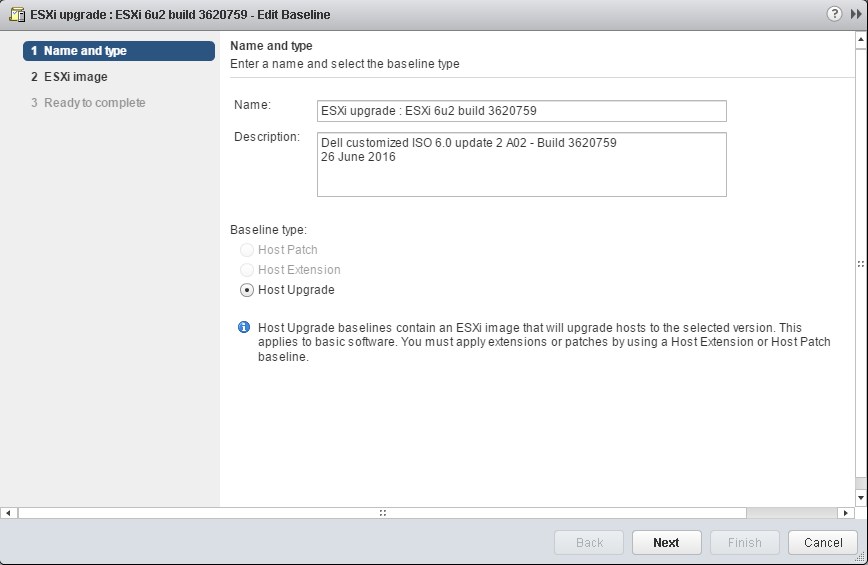 ESXi upgrade : ESXi 6u2 build 3620759 - Edit Baseline
?
1 Name and type
2 ESXi image
3 Ready to complete
Name and type
Enter a name and select the baseline type
Name:
ESXi upgrade : ESXi 6u2 build 3620759
Description:
Dell customized ISO 6.0 update 2 A02 - Build 3620759
26 June 2016
Baseline type:
Host Patch
Host Extension
Host Upgrade
Host Upgrade baselines contain an ESXi image that will upgrade hosts to the selected version. This
applies to basic software. You must apply extensions or patches by using a Host Extension or Host Patch
baseline.
Back
Next
Finish
Cancel